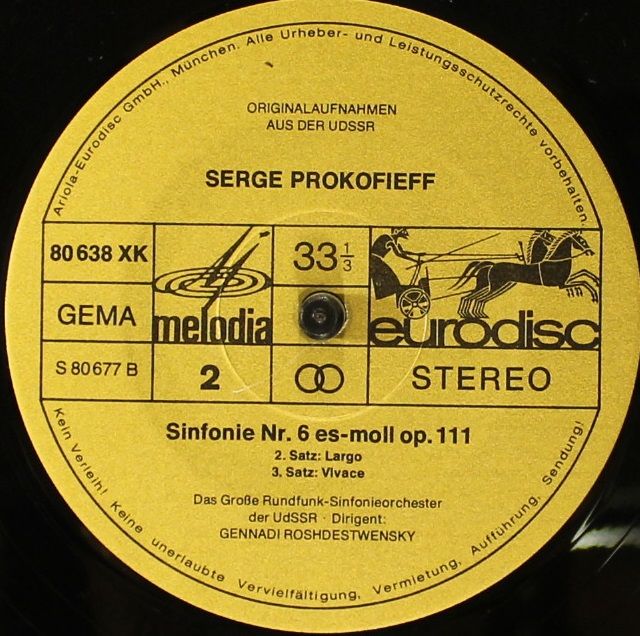 Ariola-Eurodisc GmbH., München. Alle Urheber- und Leistungsschutzrechte vorbehalten.
ORIGINALAUFNAHMEN
AUS DER UDSSR
SERGE PROKOFIEFF
80 638 XK
33 1/3
GEMA
melodia
eurodisc
S 80 677 B
2
STEREO
Sinfonie Nr. 6 es-moll op. 111
2. Satz: Largo
3. Satz: Vivace
Das Große Rundfunk-Sinfonieorchester
der UdSSR · Dirigent:
GENNADI ROSHDESTWENSKY
Kein Verleih! Keine unerlaubte Vervielfältigung, Vermietung, Aufführung, Sendung!